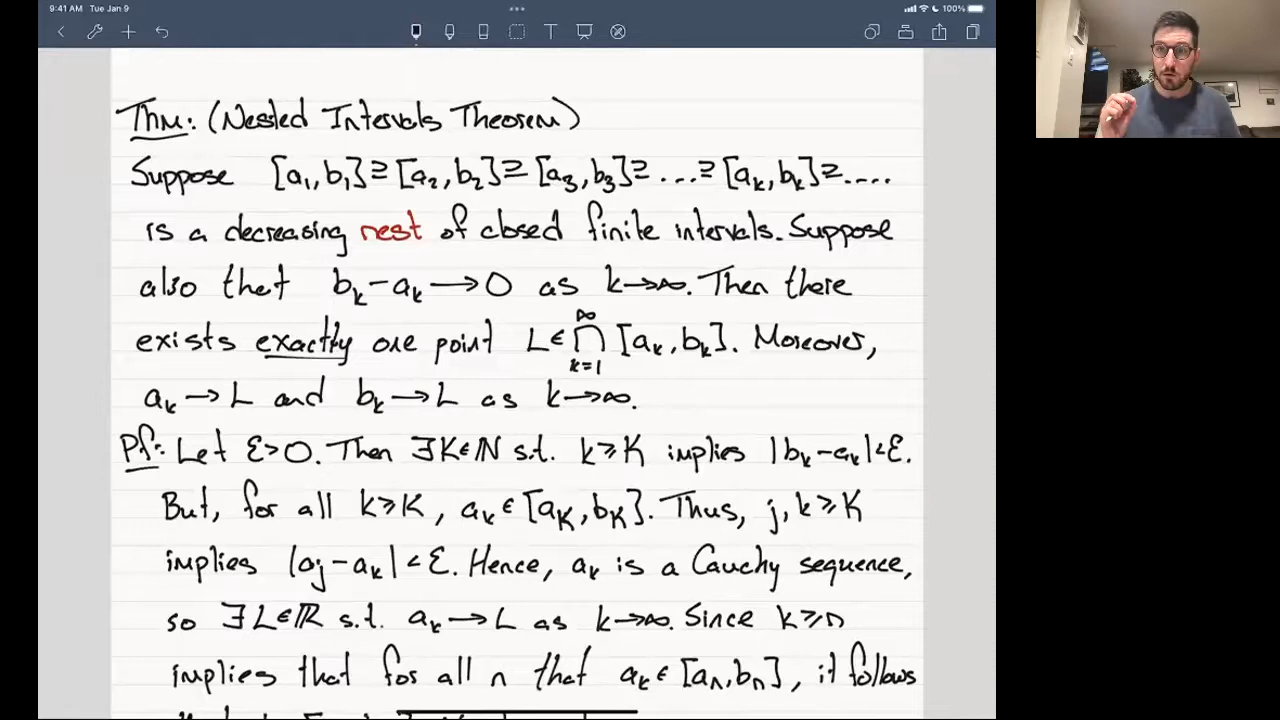 9:41 AM Tue Jan 9
100%
Thm: (Nested Intervals Theorem)
Suppose [a₁,b₁]⊇[a₂,b₂]⊇[a₃,b₃]⊇...⊇[aₖ,bₖ]⊇....
is a decreasing nest of closed finite intervals. Suppose
also that bₖ-aₖ→0 as k→∞. Then there
exists exactly one point L∈⋂_{k=1}^{∞}[aₖ,bₖ]. Moreover,
aₖ→L and bₖ→L as k→∞.
Pf: Let ε>0. Then ∃K∈ℕ s.t. k≥K implies |bₖ-aₖ|<ε.
But, for all k≥K, aₖ∈[a_K,b_K]. Thus, j,k≥K
implies |aⱼ-aₖ|<ε. Hence, aₖ is a Cauchy sequence,
so ∃L∈ℝ s.t. aₖ→L as k→∞. Since k≥n
implies that for all n that aₖ∈[aₙ,bₙ], it follows